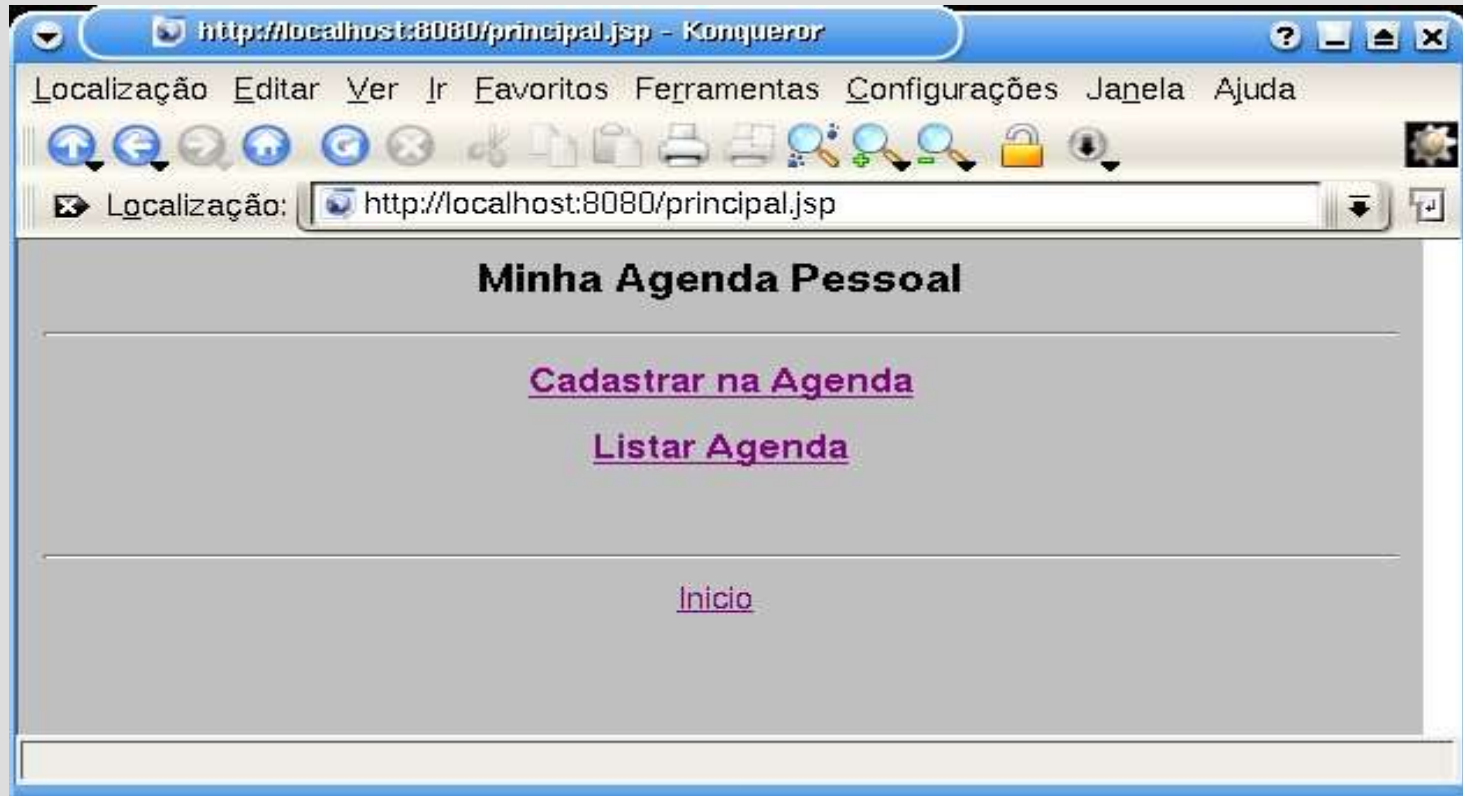 http://localhost:8080/principal.jsp - Konqueror
Localização Editar Ver Ir Favoritos Ferramentas Configurações Janela Ajuda
Localização: http://localhost:8080/principal.jsp
Minha Agenda Pessoal
Cadastrar na Agenda
Listar Agenda
Inicio